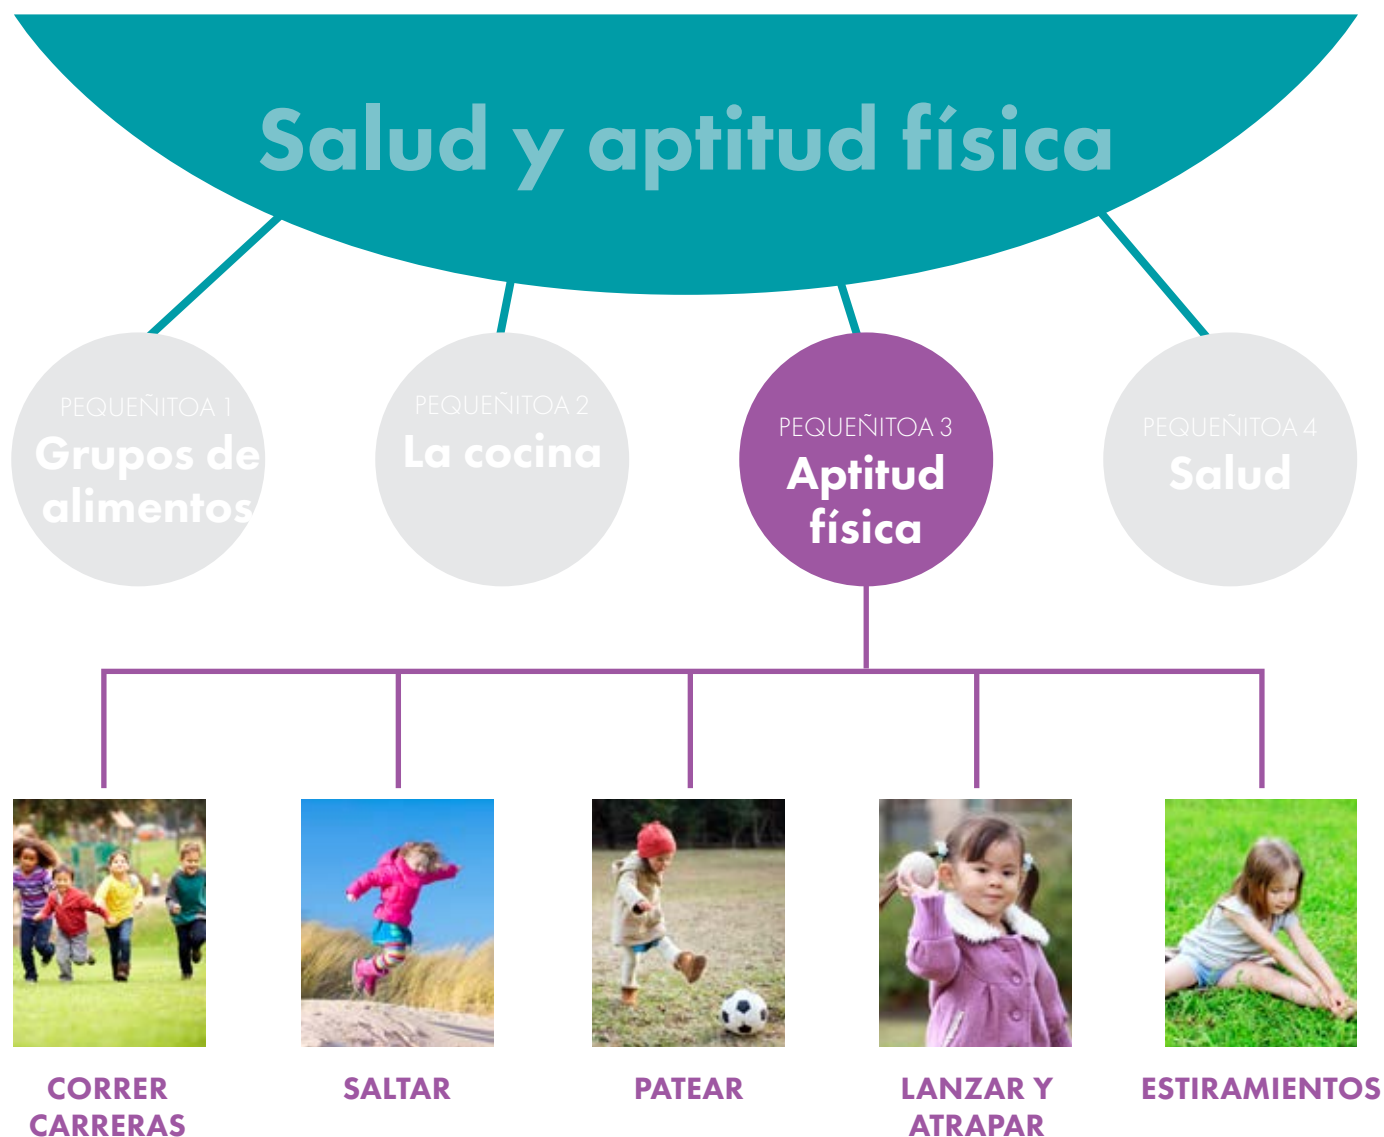 Salud y aptitud física
PEQUEÑITOA 1
Grupos de
alimentos
PEQUEÑITOA 2
La cocina
PEQUEÑITOA 3
Aptitud
física
PEQUEÑITOA 4
Salud
CORRER
CARRERAS
SALTAR
PATEAR
LANZAR Y
ATRAPAR
ESTIRAMIENTOS